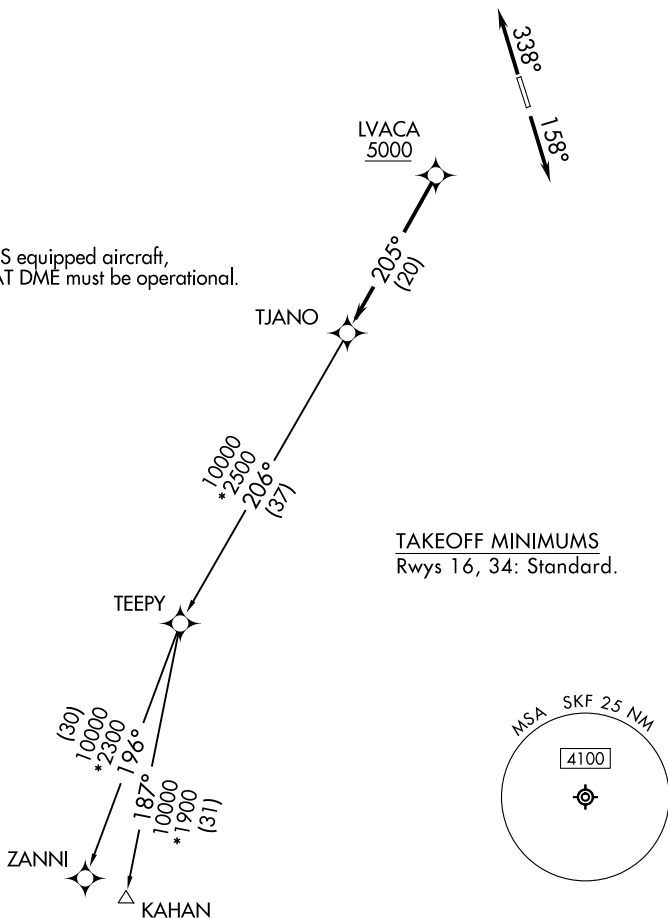 338°
158°
LVACA
5000
205°
(20)
S equipped aircraft,
AT DME must be operational.
TJANO
10000
*2500
206°
(37)
TAKEOFF MINIMUMS
Rwys 16, 34: Standard.
TEEPY
(30)
10000
*2300
196°
187°
10000
*1900
(31)
MSA SKF 25 NM
4100
ZANNI
KAHAN